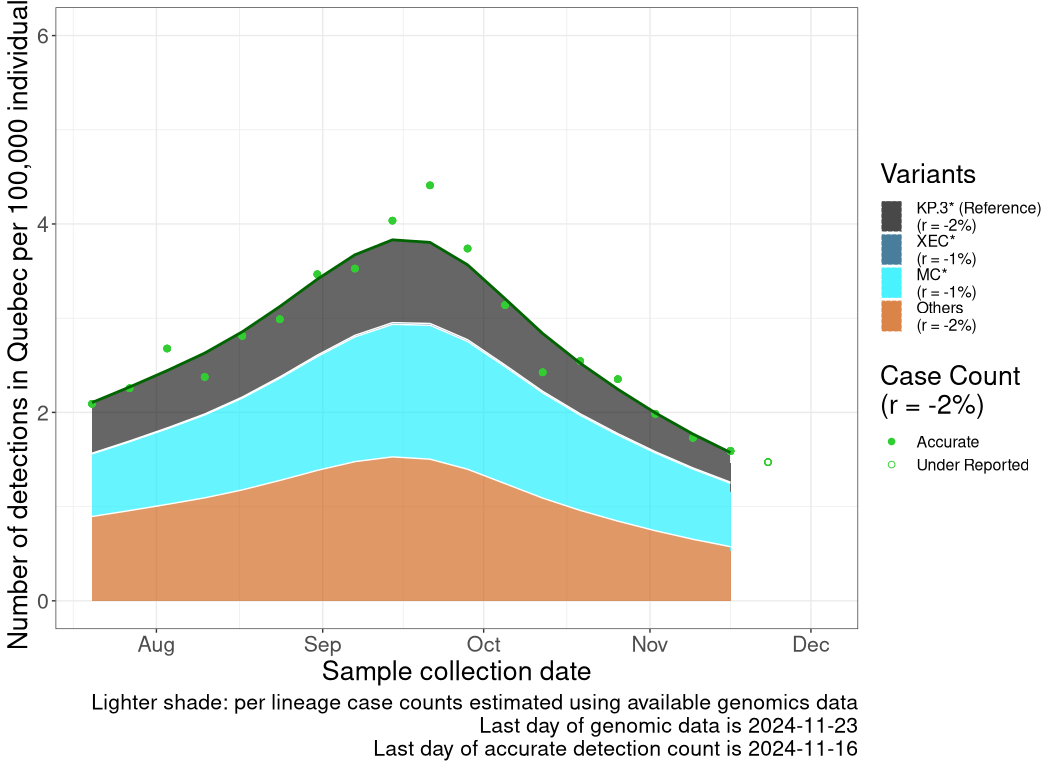 Number of detections in Quebec per 100,000 individual
6
4
2
0
Aug
Sep
Oct
Nov
Dec
Sample collection date
Lighter shade: per lineage case counts estimated using available genomics data
Last day of genomic data is 2024-11-23
Last day of accurate detection count is 2024-11-16
Variants
KP.3* (Reference)
(r = -2%)
XEC*
(r = -1%)
MC*
(r = -1%)
Others
(r = -2%)
Case Count
(r = -2%)
Accurate
Under Reported